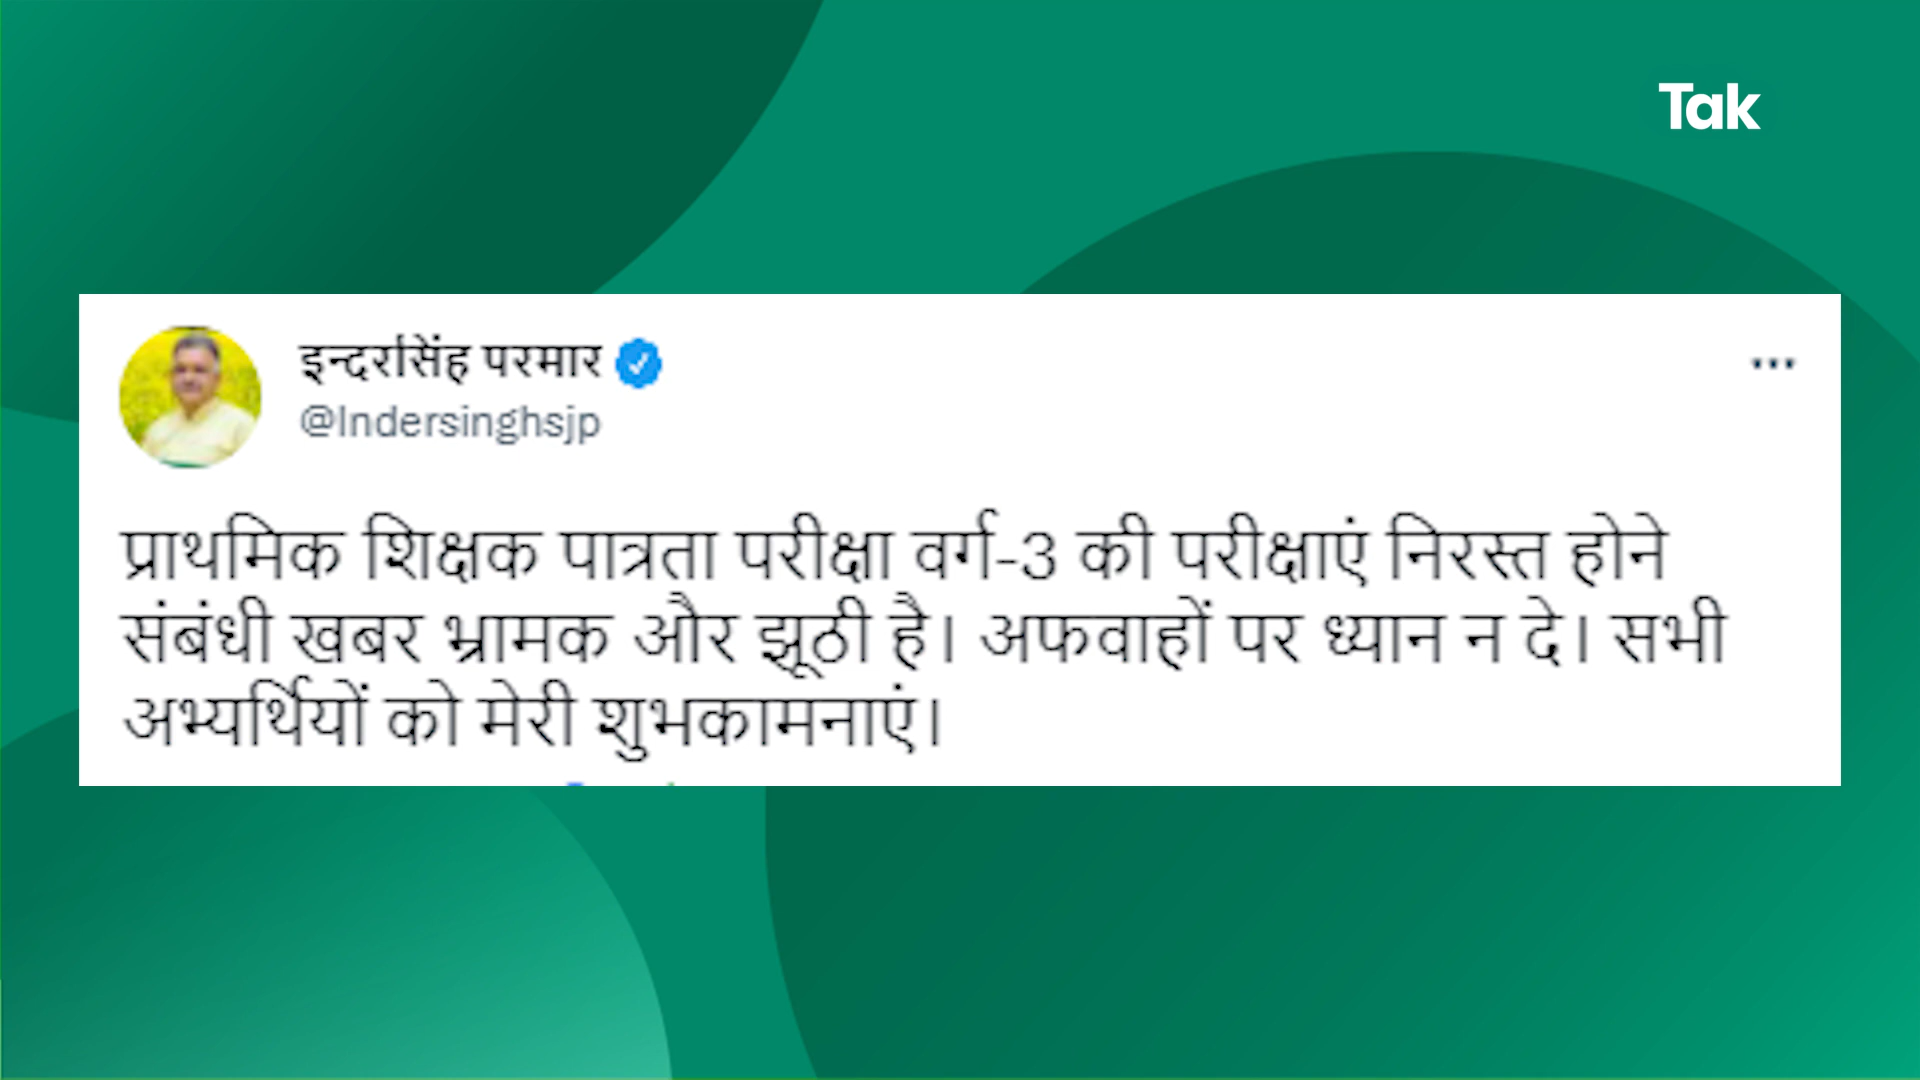 Tak
इन्दरसिंह परमार
@Indersinghsjp
प्राथमिक शिक्षक पात्रता परीक्षा वर्ग-3 की परीक्षाएं निरस्त होने
संबंधी खबर भ्रामक और झूठी है। अफवाहों पर ध्यान न दे। सभी
अभ्यर्थियों को मेरी शुभकामनाएं।